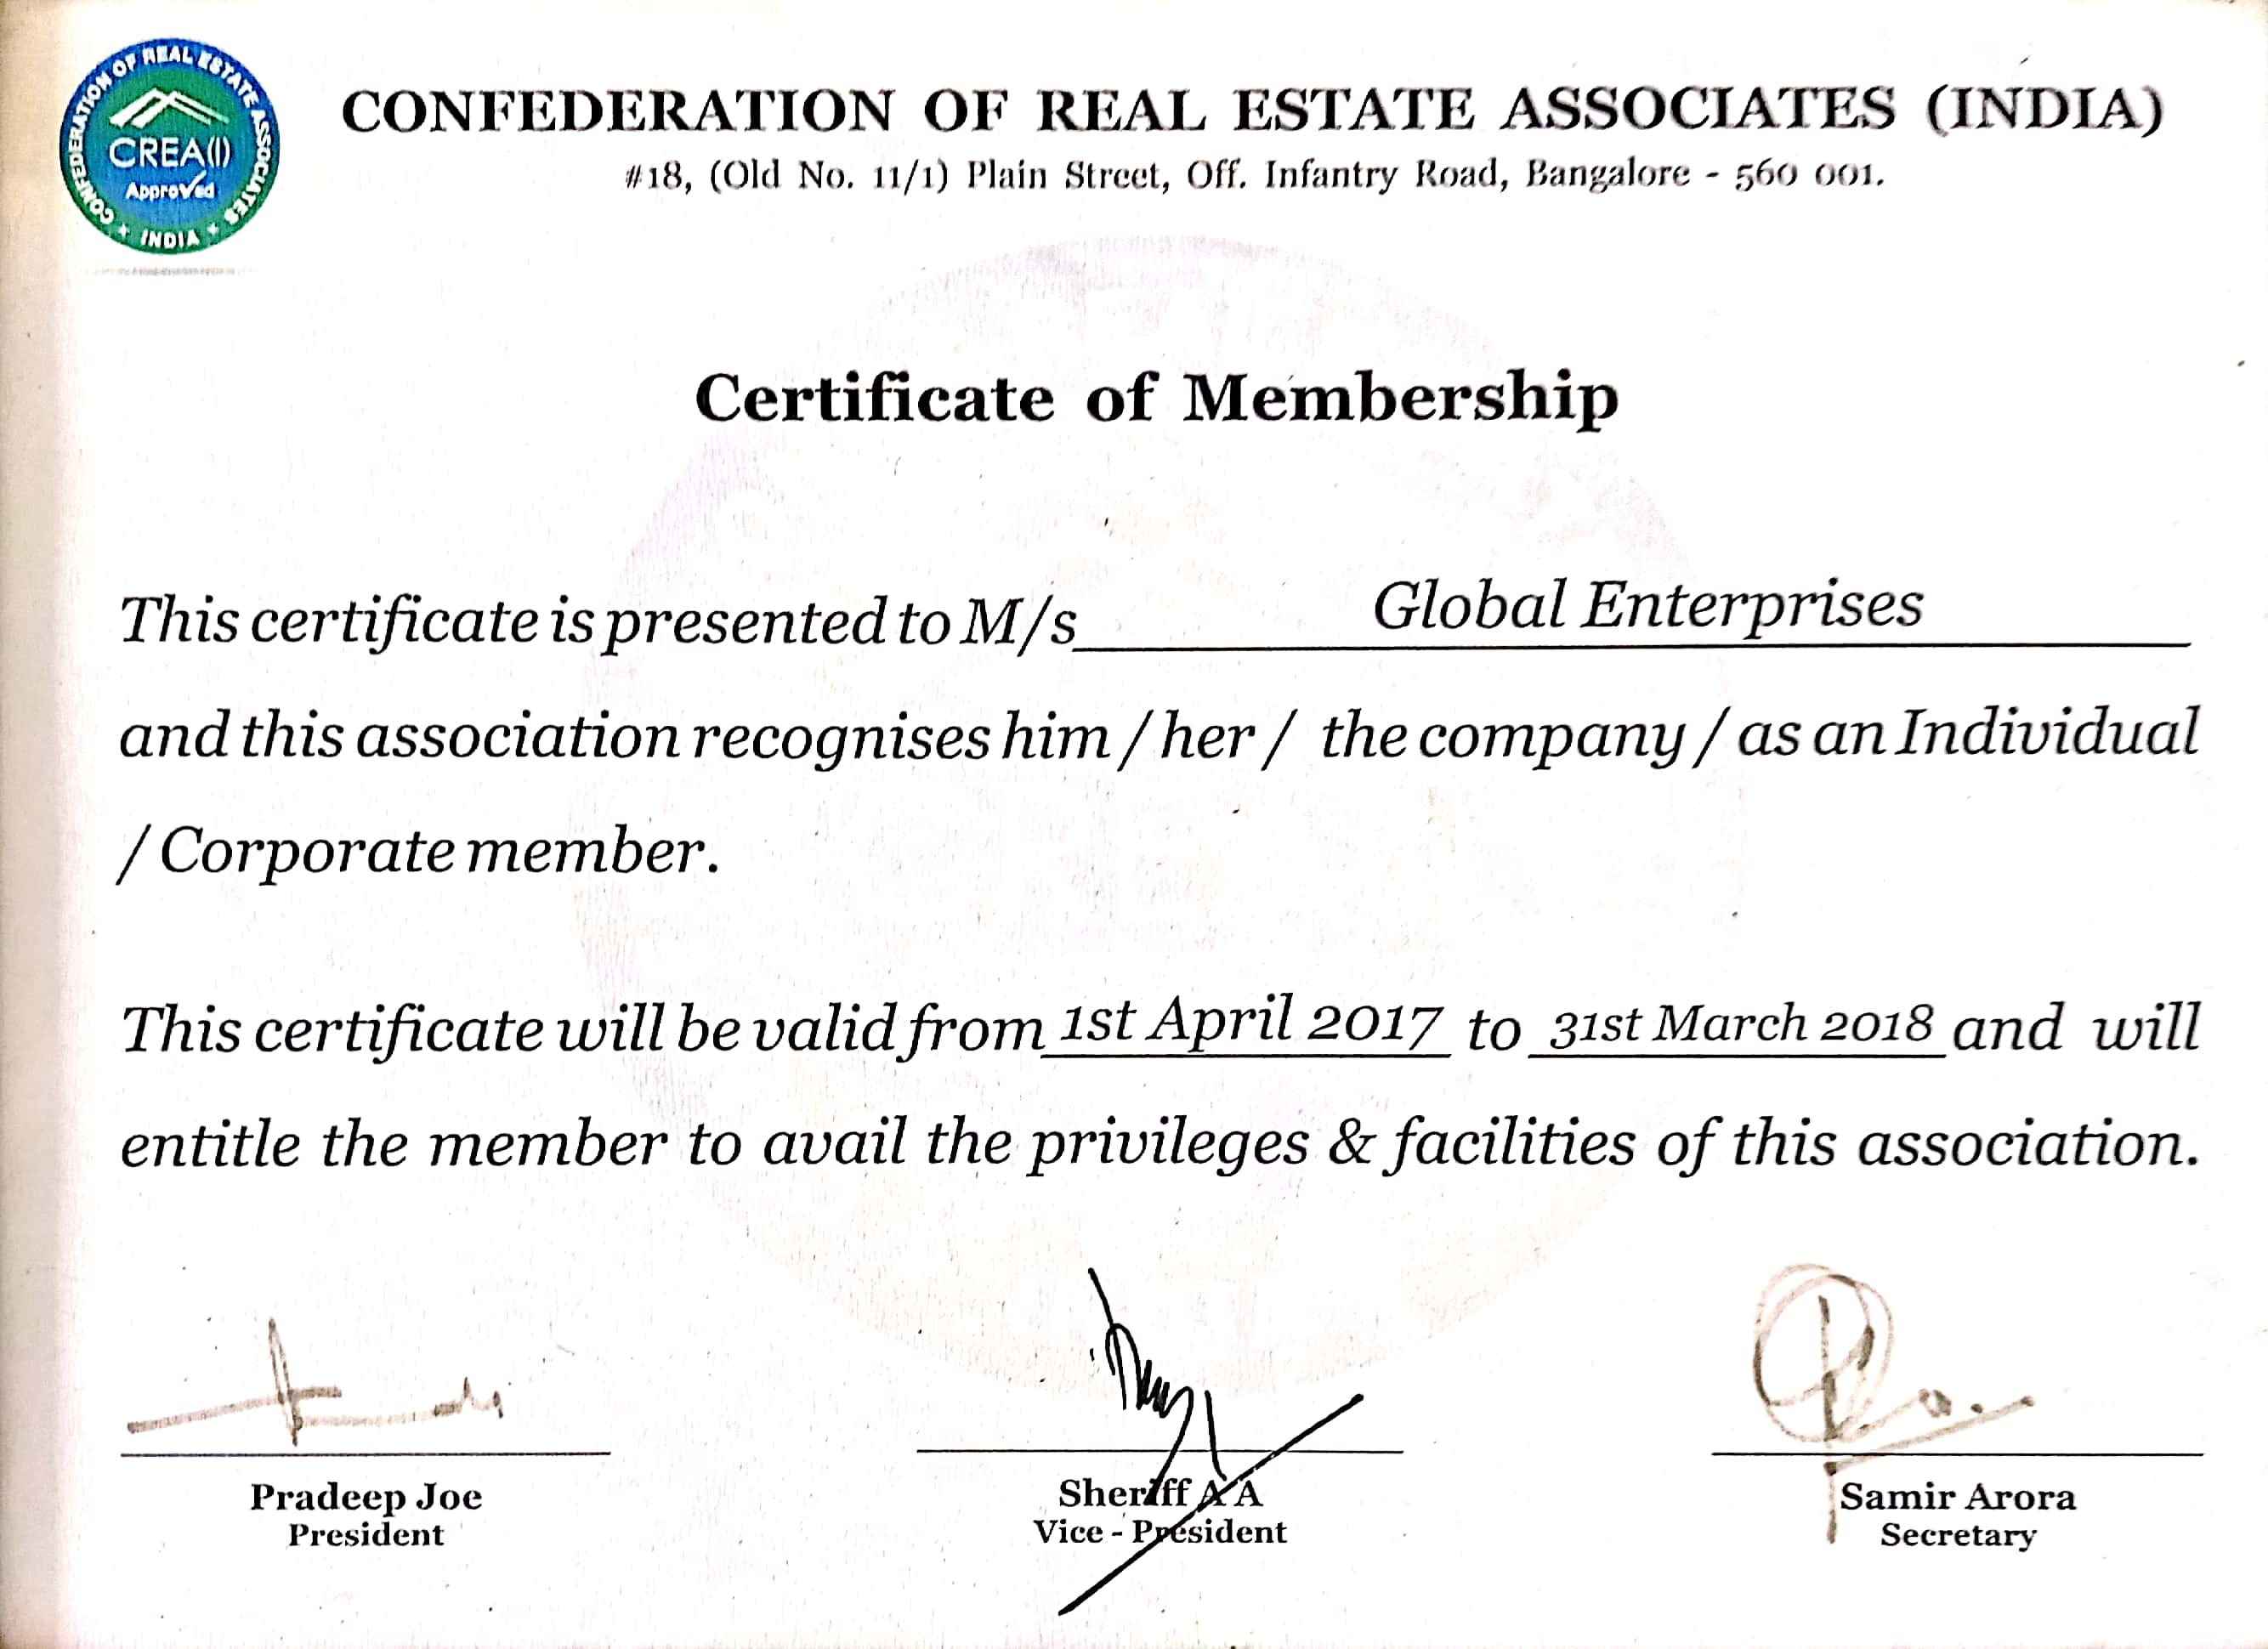 CONFEDERATION OF REAL ESTATE ASSOCIATES
CREA(I)
Approved
* INDIA *
CONFEDERATION OF REAL ESTATE ASSOCIATES (INDIA)
#18, (Old No. 11/1) Plain Street, Off. Infantry Road, Bangalore - 560 001.
Certificate of Membership
This certificate is presented to M/s Global Enterprises
and this association recognises him / her / the company / as an Individual
/ Corporate member.
This certificate will be valid from 1st April 2017 to 31st March 2018 and will
entitle the member to avail the privileges & facilities of this association.
Pradeep Joe
President
Sheriff A A
Vice - President
Samir Arora
Secretary